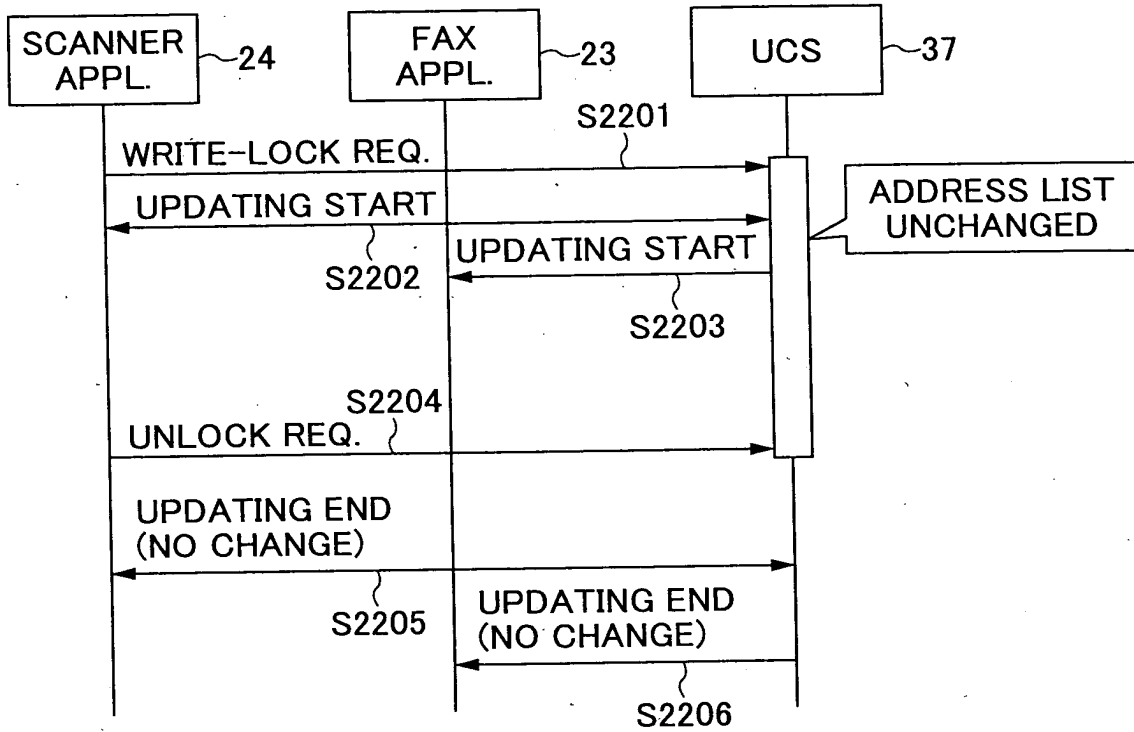 SCANNER
APPL.
24
FAX
APPL.
23
UCS
37
S2201
WRITE-LOCK REQ.
ADDRESS LIST
UNCHANGED
UPDATING START
S2202
UPDATING START
S2203
S2204
UNLOCK REQ.
UPDATING END
(NO CHANGE)
S2205
UPDATING END
(NO CHANGE)
S2206